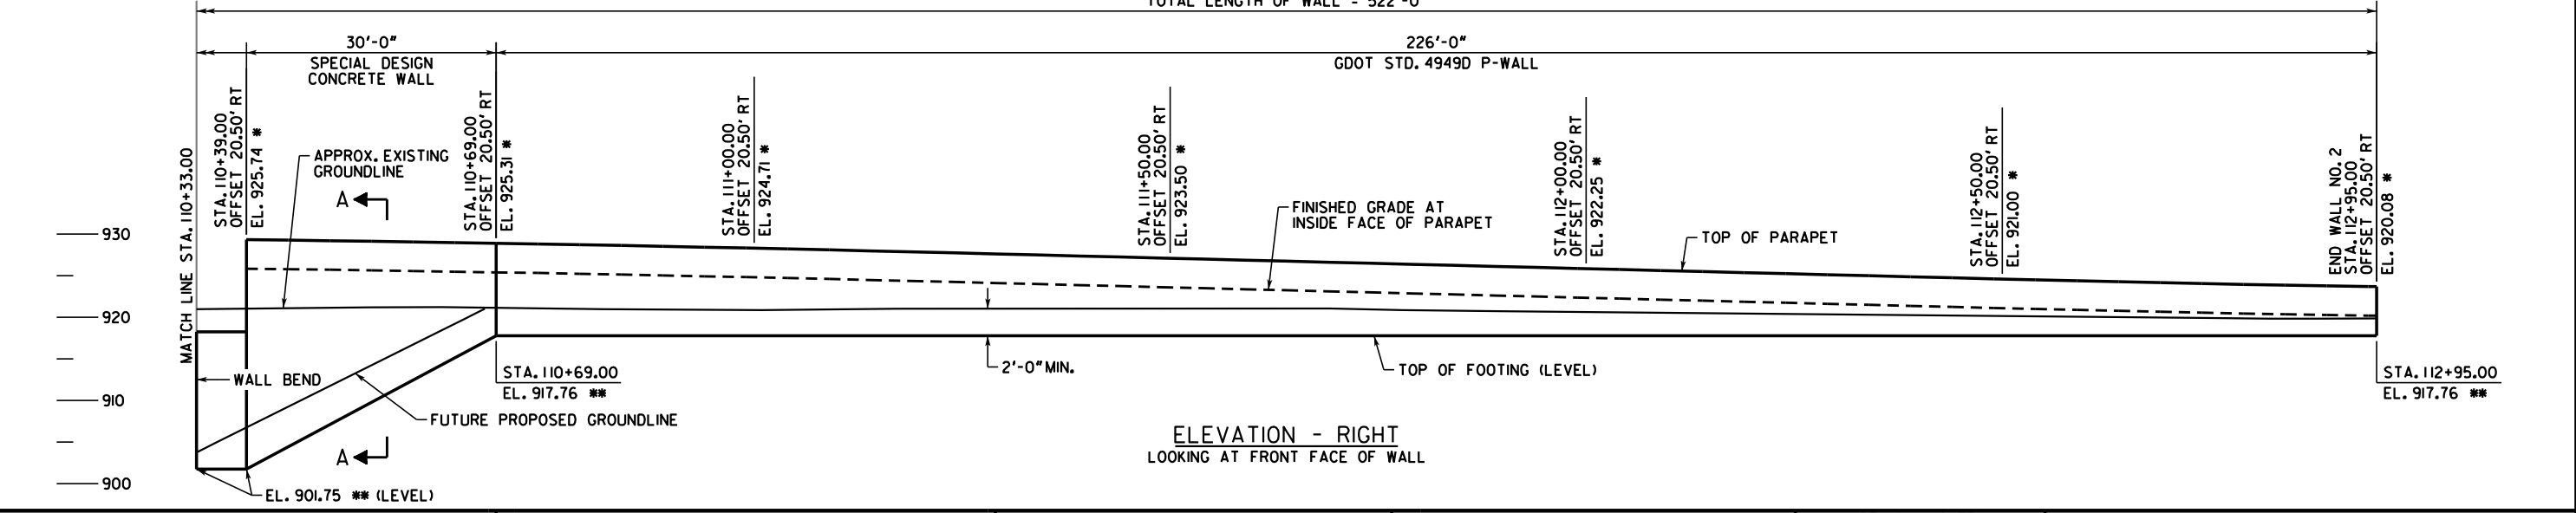 TOTAL LENGTH OF WALL - 522'-0"
30'-0"
SPECIAL DESIGN
CONCRETE WALL
226'-0"
GDOT STD. 4949D P-WALL
MATCH LINE STA. 110+33.00
STA. 110+39.00
OFFSET 20.50' RT
EL. 925.74 *
APPROX. EXISTING
GROUNDLINE
A
STA. 110+69.00
OFFSET 20.50' RT
EL. 925.31 *
STA. 111+00.00
OFFSET 20.50' RT
EL. 924.71 *
STA. 111+50.00
OFFSET 20.50' RT
EL. 923.50 *
FINISHED GRADE AT
INSIDE FACE OF PARAPET
STA. 112+00.00
OFFSET 20.50' RT
EL. 922.25 *
TOP OF PARAPET
STA. 112+50.00
OFFSET 20.50' RT
EL. 921.00 *
END WALL NO. 2
STA. 112+95.00
OFFSET 20.50' RT
EL. 920.08 *
930
920
910
900
WALL BEND
STA. 110+69.00
EL. 917.76 **
2'-0" MIN.
TOP OF FOOTING (LEVEL)
STA. 112+95.00
EL. 917.76 **
FUTURE PROPOSED GROUNDLINE
A
EL. 901.75 ** (LEVEL)
ELEVATION - RIGHT
LOOKING AT FRONT FACE OF WALL